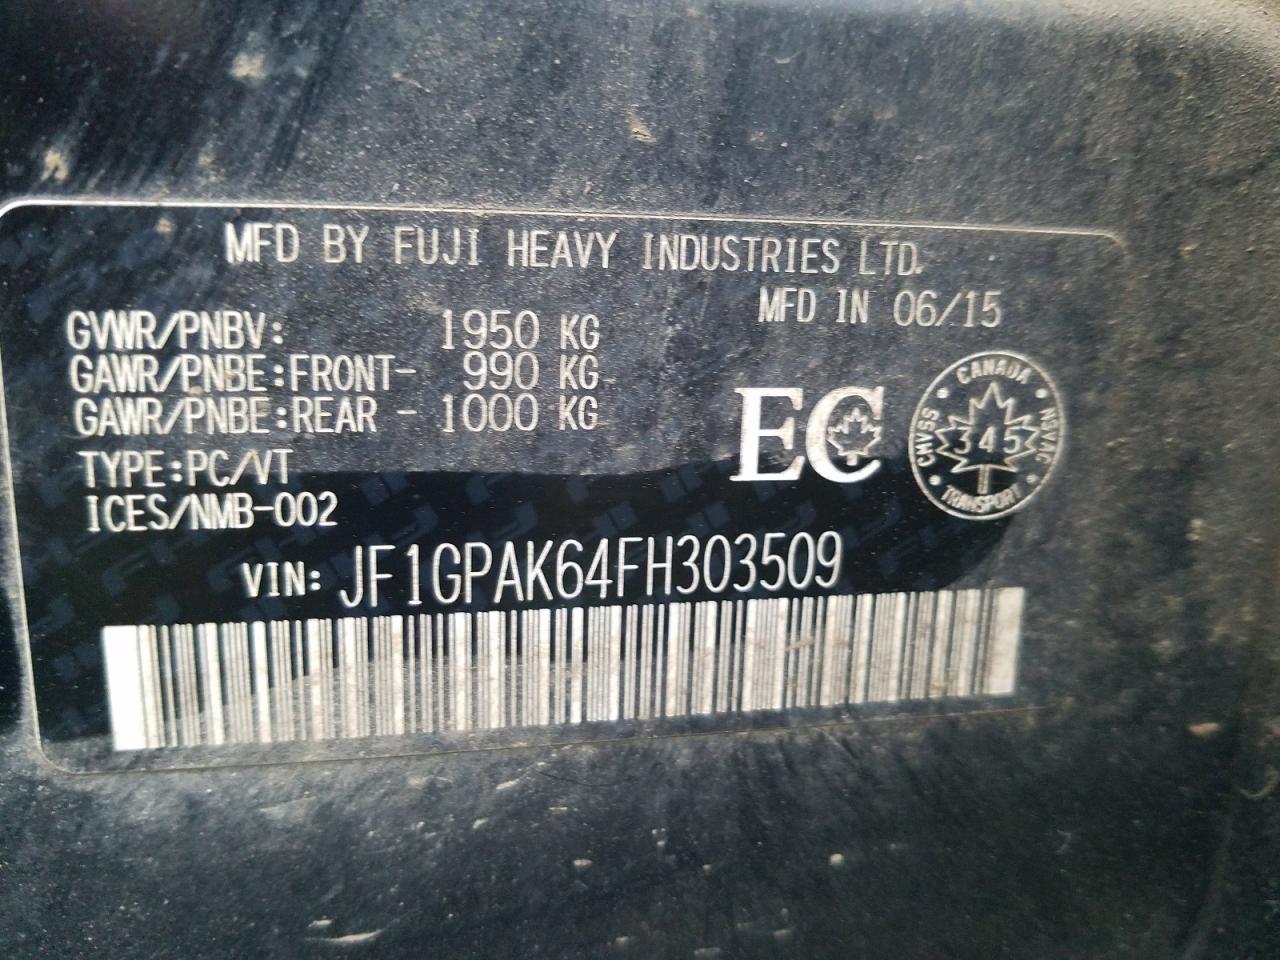 MFD BY FUJI HEAVY INDUSTRIES LTD.
MFD IN 06/15
GVWR/PNBV: 1950 KG
GAWR/PNBE:FRONT- 990 KG
GAWR/PNBE:REAR - 1000 KG
TYPE:PC/VT
ICES/NMB-002
EC
CANADA
CMVSS 345 NSVAC
TRANSPORT
VIN: JF1GPAK64FH303509